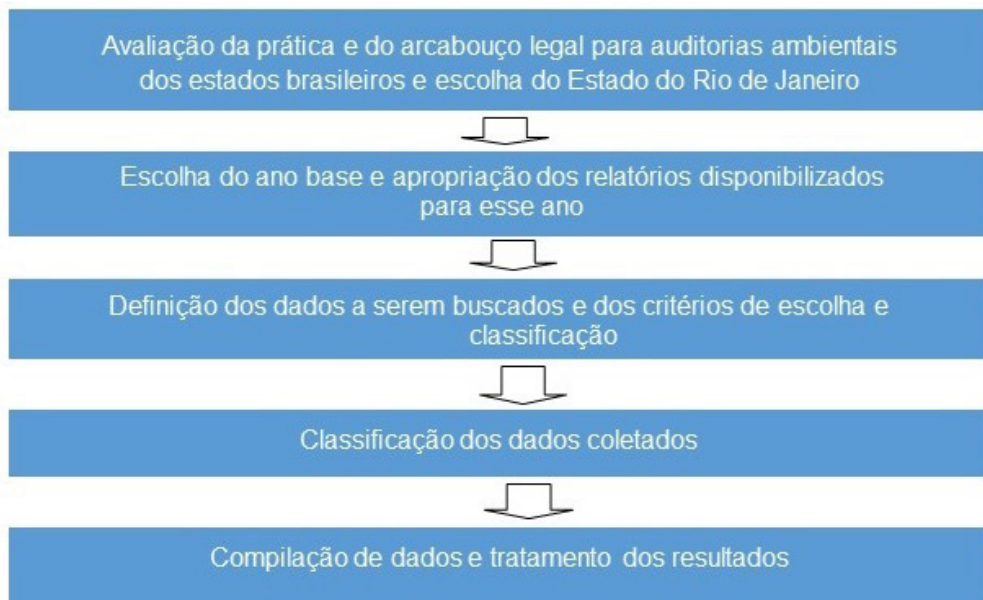 Avaliação da prática e do arcabouço legal para auditorias ambientais
dos estados brasileiros e escolha do Estado do Rio de Janeiro
Escolha do ano base e apropriação dos relatórios disponibilizados
para esse ano
Definição dos dados a serem buscados e dos critérios de escolha e
classificação
Classificação dos dados coletados
Compilação de dados e tratamento dos resultados